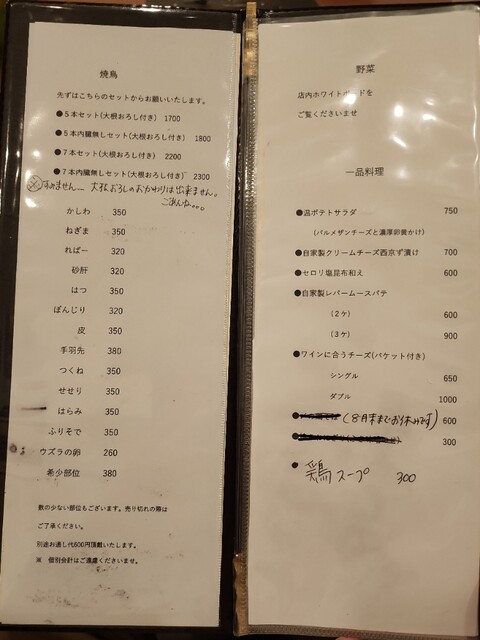 焼鳥
先ずはこちらのセットからお願いいたします。
●5本セット(大根おろし付き) 1700
●5本内臓無しセット(大根おろし付き) 1800
●7本セット(大根おろし付き) 2200
●7本内臓無しセット(大根おろし付き) 2300
※すみません〜 大根おろしのおかわりは出来ません。
ごめんね。。。
かしわ 350
ねぎま 350
ればー 320
砂肝 320
はつ 350
ぼんじり 320
皮 350
手羽先 380
つくね 350
せせり 350
はらみ 350
ふりそで 350
ウズラの卵 260
希少部位 380
数の少ない部位もございます。売り切れの際は
ご了承ください。
別途お通し代600円頂戴いたします。
※ 個別会計はご遠慮くださいませ。
野菜
店内ホワイトボードを
ご覧くださいませ
一品料理
●温ポテトサラダ 750
(パルメザンチーズと濃厚卵黄かけ)
●自家製クリームチーズ西京ず漬け 700
●セロリ塩昆布和え 600
●自家製レバームースパテ
(2ケ) 600
(3ケ) 900
●ワインに合うチーズ(バケット付き)
シングル 650
ダブル 1000
● (8月末までお休みです) 600
● 300
● 鶏スープ 300